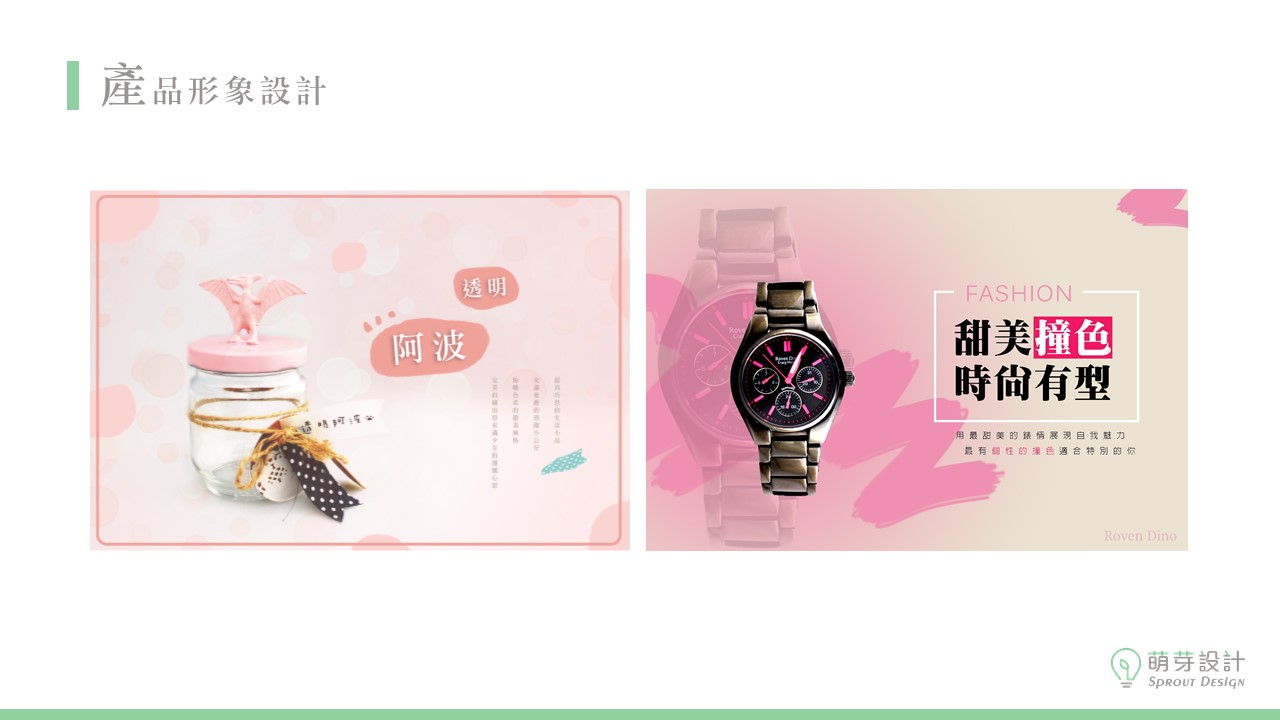 產品形象設計
透明
阿波
透明阿波公
FASHION
甜美撞色
時尚有型
用最甜美的錶情展現自我魅力
最有個性的撞色適合特別的你
Roven Dino
Roven Dino
萌芽設計
SPROUT DESIGN